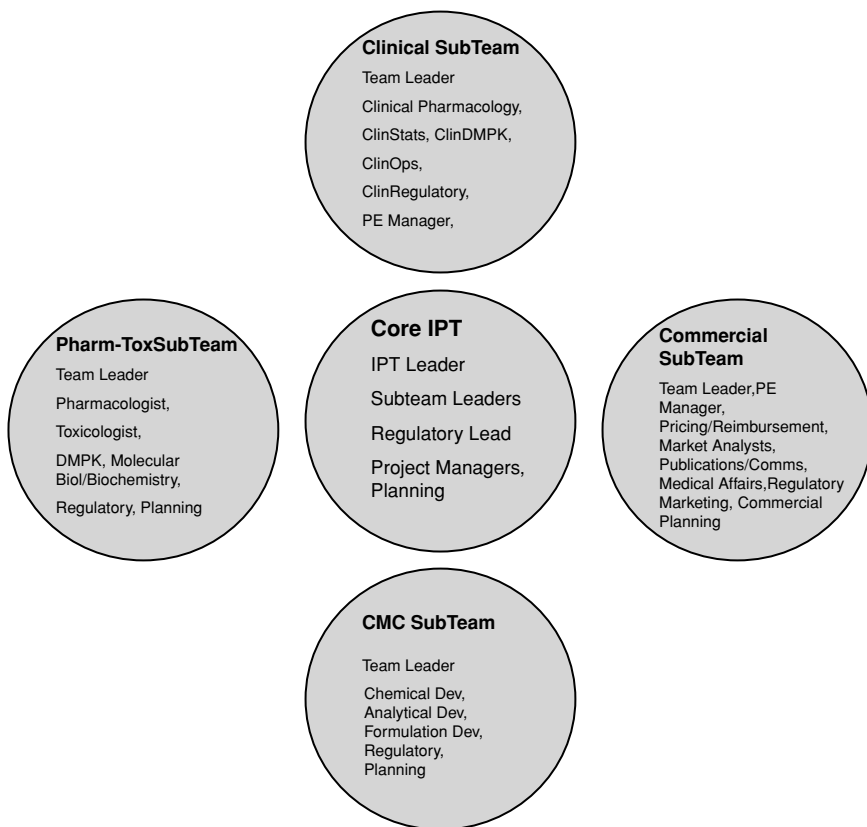 Clinical SubTeam
Team Leader
Clinical Pharmacology,
ClinStats, ClinDMPK,
ClinOps,
ClinRegulatory,
PE Manager,
Pharm-ToxSubTeam
Team Leader
Pharmacologist,
Toxicologist,
DMPK, Molecular
Biol/Biochemistry,
Regulatory, Planning
Core IPT
IPT Leader
Subteam Leaders
Regulatory Lead
Project Managers,
Planning
Commercial
SubTeam
Team Leader,PE
Manager,
Pricing/Reimbursement,
Market Analysts,
Publications/Comms,
Medical Affairs,Regulatory
Marketing, Commercial
Planning
CMC SubTeam
Team Leader
Chemical Dev,
Analytical Dev,
Formulation Dev,
Regulatory,
Planning